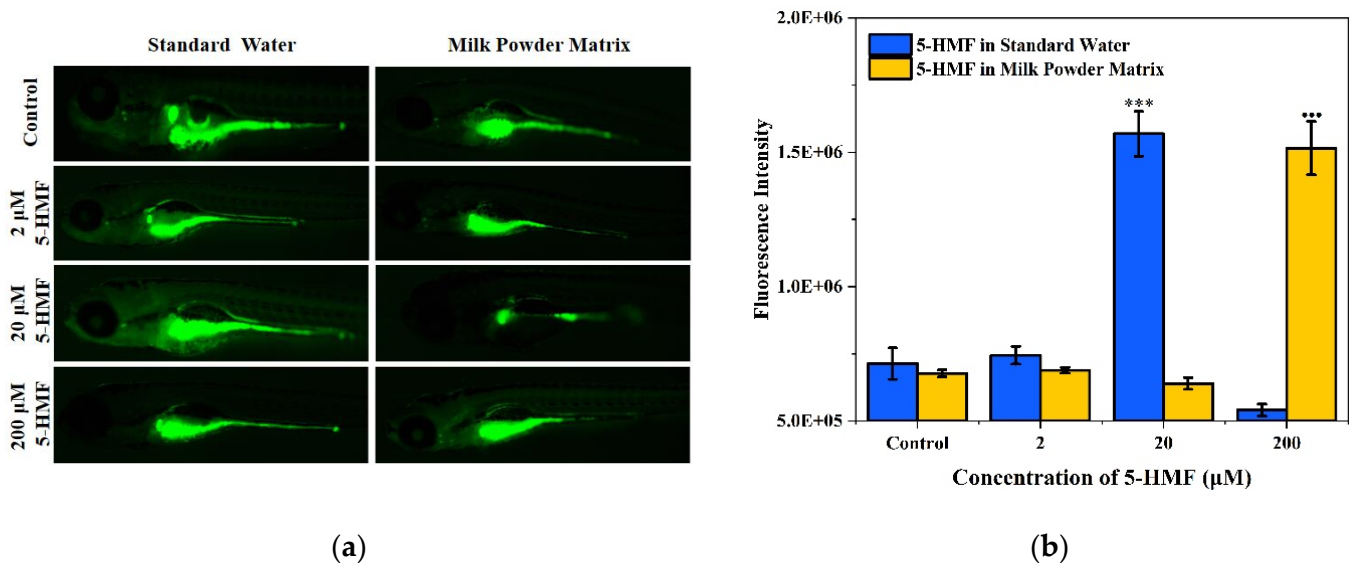 Standard Water
Milk Powder Matrix
Control
2 μM
5-HMF
20 μM
5-HMF
200 μM
5-HMF
(a)
2.0E+06
1.5E+06
1.0E+06
5.0E+05
Fluorescence Intensity
5-HMF in Standard Water
5-HMF in Milk Powder Matrix
***
•••
Control
2
20
200
Concentration of 5-HMF (μM)
(b)